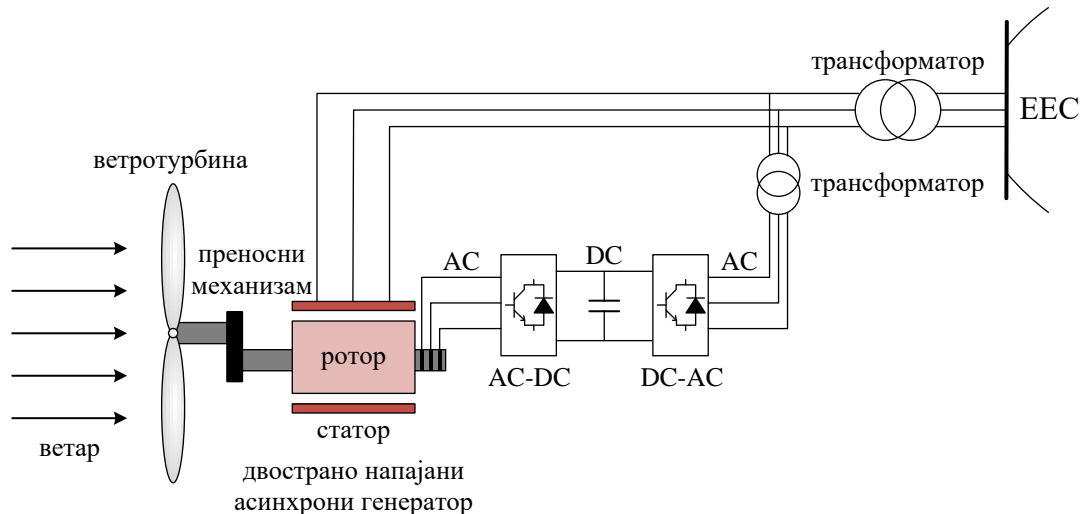 трансформатор
ЕЕС
ветротурбина
трансформатор
преносни
механизам
AC
DC
AC
ротор
AC-DC
DC-AC
статор
ветар
двострано напајани
асинхрони генератор